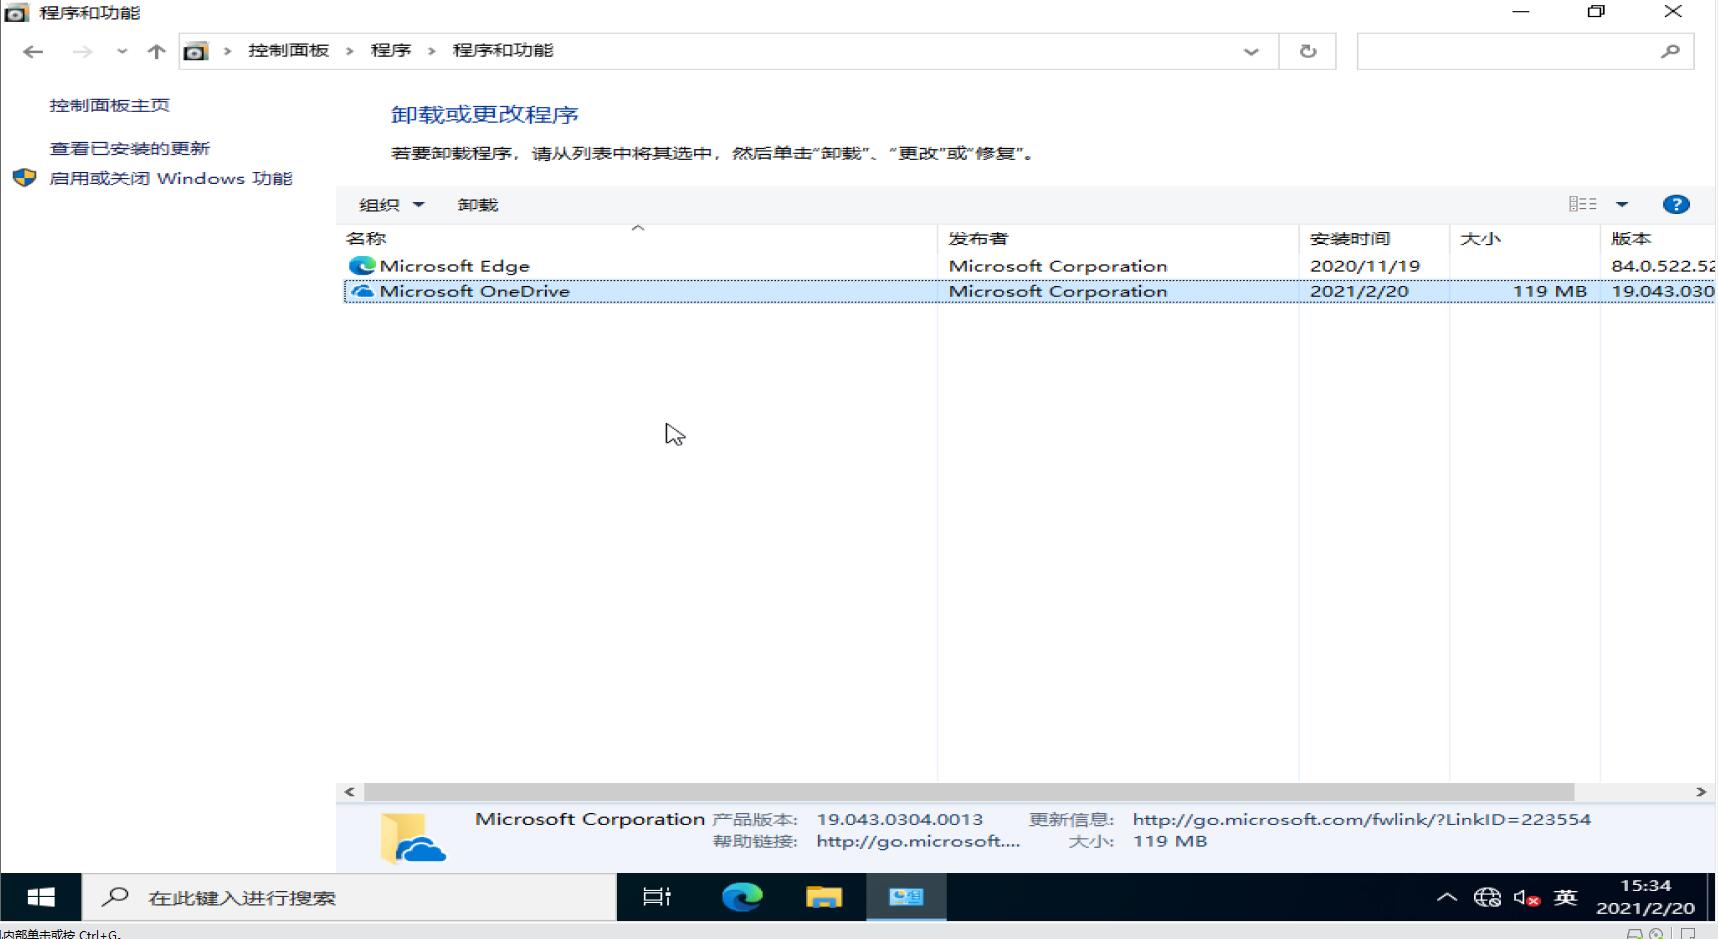 程序和功能
控制面板 程序 程序和功能
控制面板主页
查看已安装的更新
启用或关闭 Windows 功能
卸载或更改程序
若要卸载程序，请从列表中将其选中，然后单击“卸载”、“更改”或“修复”。
组织 卸载
名称 发布者 安装时间 大小 版本
Microsoft Edge Microsoft Corporation 2020/11/19 84.0.522.52
Microsoft OneDrive Microsoft Corporation 2021/2/20 119 MB 19.043.030
Microsoft Corporation 产品版本: 19.043.0304.0013 更新信息: http://go.microsoft.com/fwlink/?LinkID=223554
帮助链接: http://go.microsoft.... 大小: 119 MB
在此键入进行搜索
英
15:34
2021/2/20
内部单击或按 Ctrl+G。